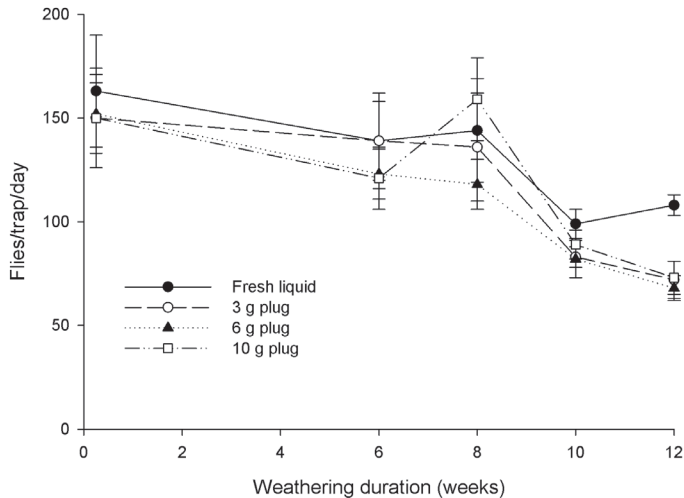 200
150
100
50
0
Flies/trap/day
Fresh liquid
3 g plug
6 g plug
10 g plug
0 2 4 6 8 10 12
Weathering duration (weeks)